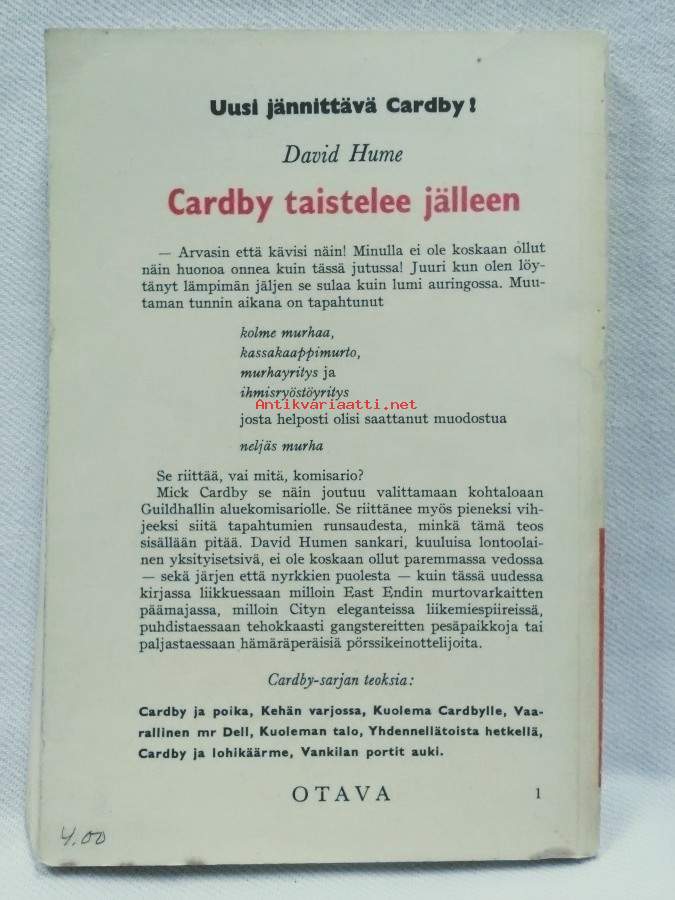 Uusi jännittävä Cardby!
David Hume
Cardby taistelee jälleen
— Arvasin että kävisi näin! Minulla ei ole koskaan ollut
näin huonoa onnea kuin tässä jutussa! Juuri kun olen löy-
tänyt lämpimän jäljen se sulaa kuin lumi auringossa. Muu-
taman tunnin aikana on tapahtunut
kolme murhaa,
kassakaappimurto,
murhayritys ja
ihmisryöstöyritys
Antikvariaatti.net
josta helposti olisi saattanut muodostua
neljäs murha
Se riittää, vai mitä, komisario?
Mick Cardby se näin joutuu valittamaan kohtaloaan
Guildhallin aluekomisariolle. Se riittänee myös pieneksi vih-
jeeksi siitä tapahtumien runsaudesta, minkä tämä teos
sisällään pitää. David Humen sankari, kuuluisa lontoolai-
nen yksityisetsivä, ei ole koskaan ollut paremmassa vedossa
— sekä järjen että nyrkkien puolesta — kuin tässä uudessa
kirjassa liikkuessaan milloin East Endin murtovarkaitten
päämajassa, milloin Cityn eleganteissa liikemiespiireissä,
puhdistaessaan tehokkaasti gangstereitten pesäpaikkoja tai
paljastaessaan hämäräperäisiä pörssikeinottelijoita.
Cardby-sarjan teoksia:
Cardby ja poika, Kehän varjossa, Kuolema Cardbylle, Vaa-
rallinen mr Dell, Kuoleman talo, Yhdennellätoista hetkellä,
Cardby ja lohikäärme, Vankilan portit auki.
OTAVA 1
4.00